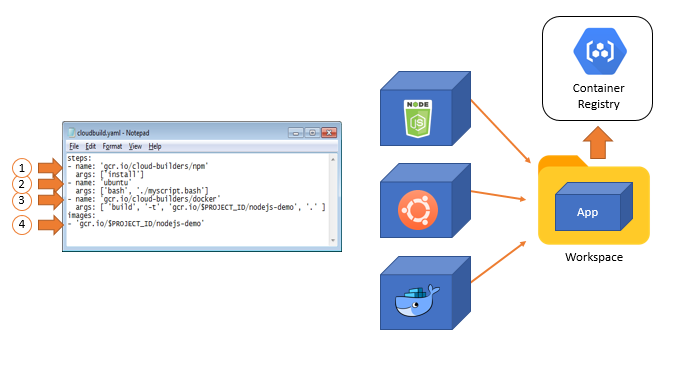 cloudbuild.yaml - Notepad
File Edit Format View Help
steps:
- name: 'gcr.io/cloud-builders/npm'
args: ['install']
- name: 'ubuntu'
args: ['bash', './myscript.bash']
- name: 'gcr.io/cloud-builders/docker'
args: [ 'build', '-t', 'gcr.io/$PROJECT_ID/nodejs-demo', '.' ]
images:
- 'gcr.io/$PROJECT_ID/nodejs-demo'
1
2
3
4
NODE
JS
Container
Registry
App
Workspace